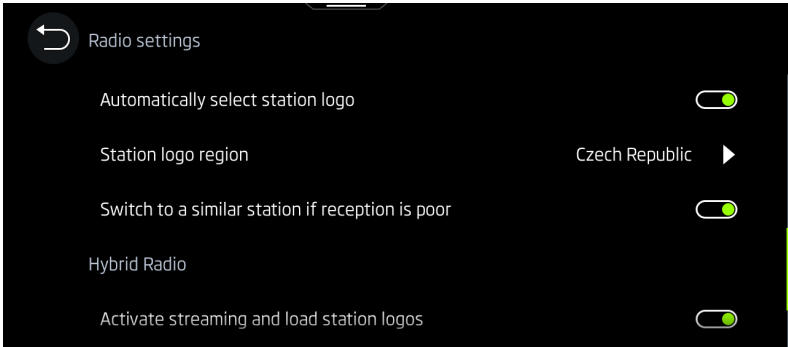 Radio settings
Automatically select station logo
Station logo region Czech Republic
Switch to a similar station if reception is poor
Hybrid Radio
Activate streaming and load station logos